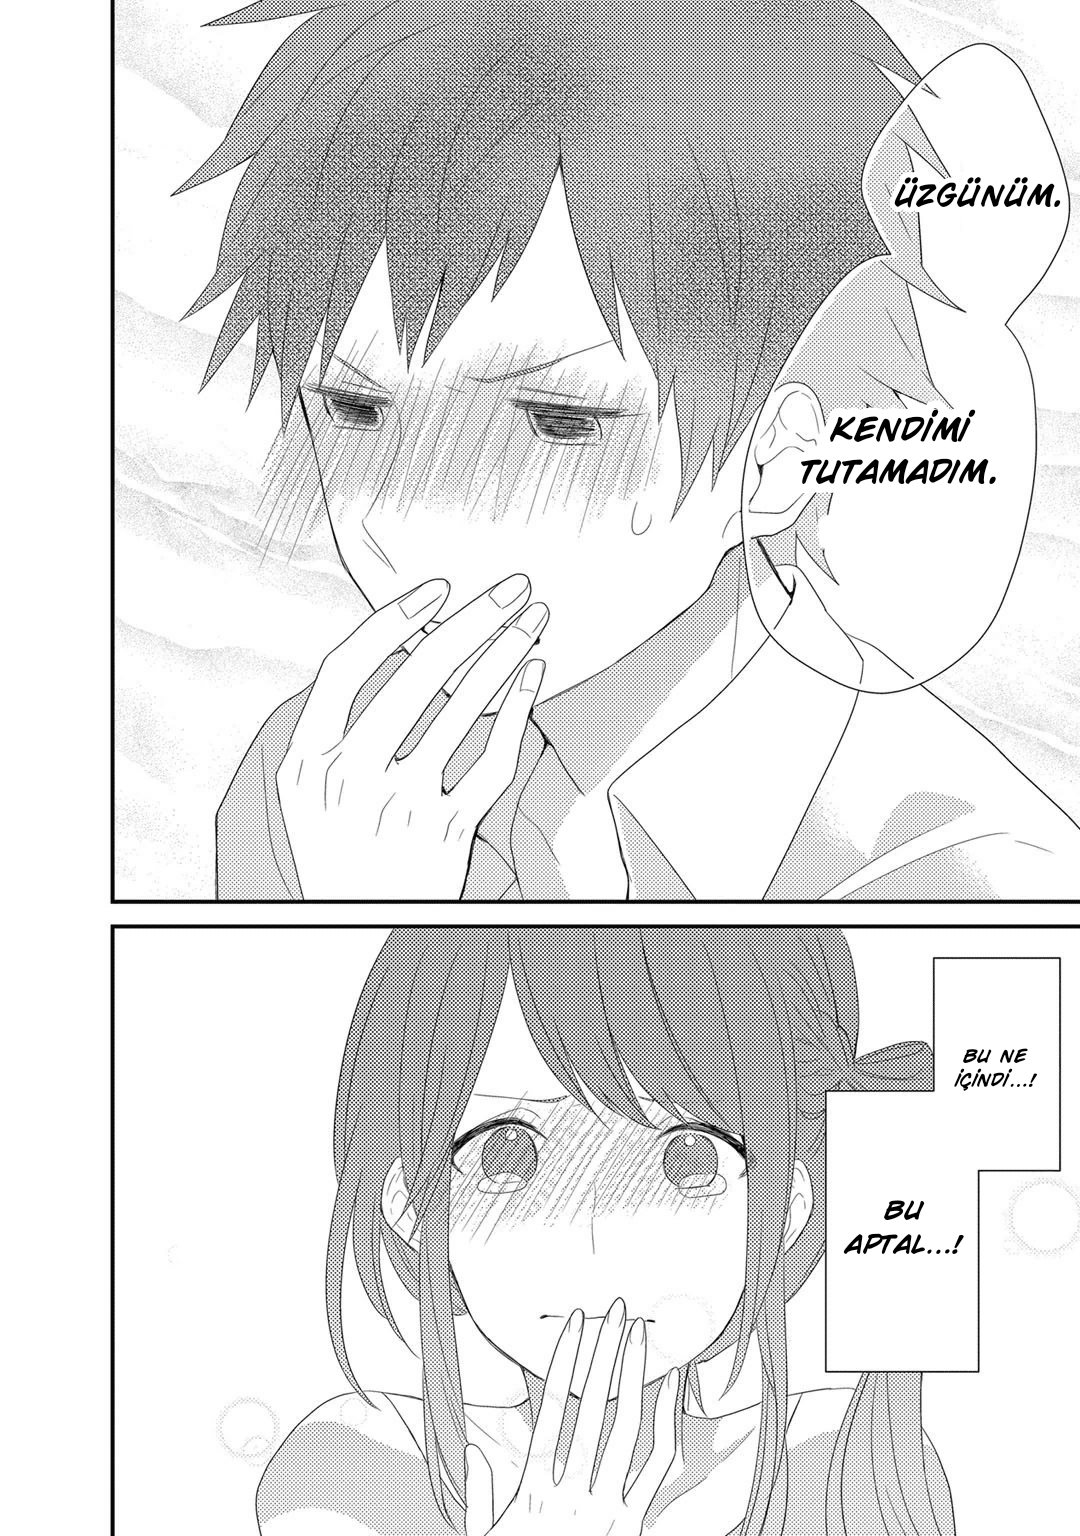 ÜZGÜNÜM.
KENDİMİ
TUTAMADIM.
BU NE
İÇİNDİ...!
BU
APTAL...!